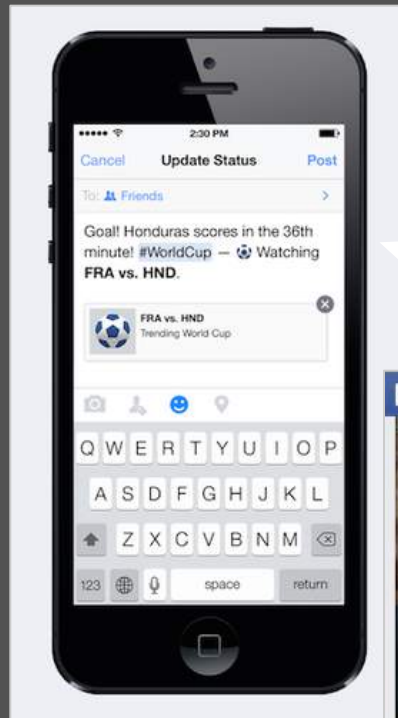 2:30 PM
Cancel Update Status Post
To: Friends >
Goal! Honduras scores in the 36th
minute! #WorldCup — ⚽ Watching
FRA vs. HND.
FRA vs. HND
Trending World Cup
Q W E R T Y U I O P
A S D F G H J K L
Z X C V B N M
123 space return